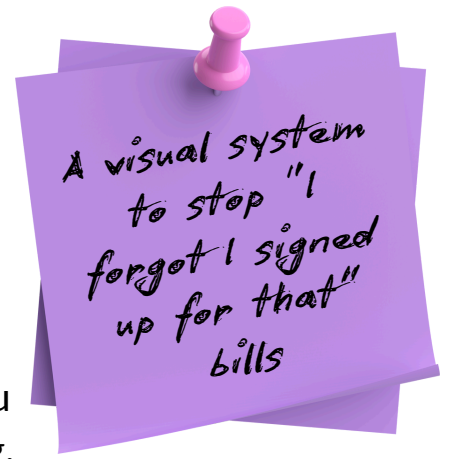 A visual system
to stop "I
forgot I signed
up for that"
bills
u